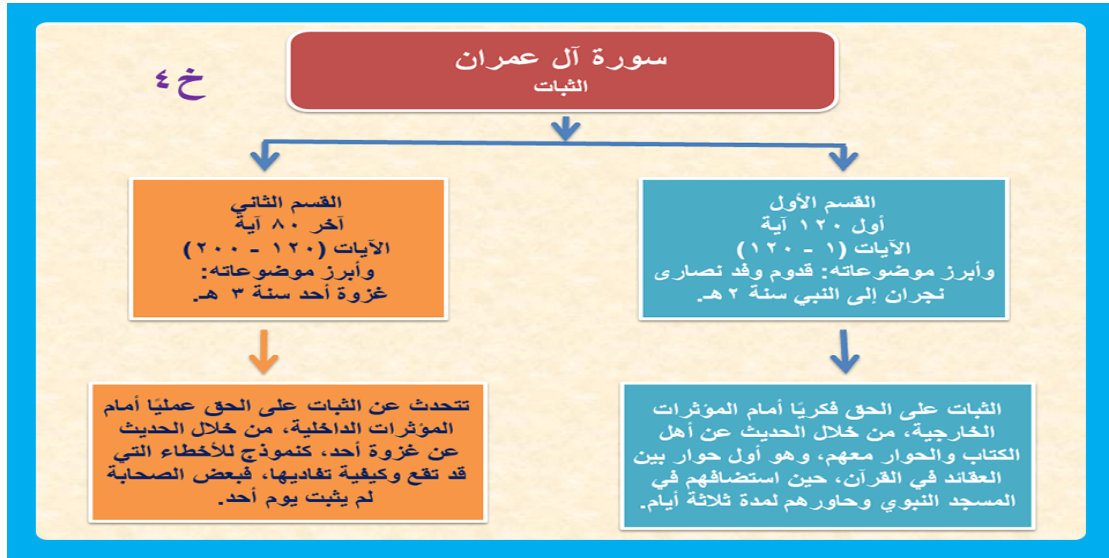 سورة آل عمران
الثبات
خ٤
القسم الأول
أول ١٢٠ آية
الآيات (١ - ١٢٠)
وأبرز موضوعاته: قدوم وفد نصارى
نجران إلى النبي سنة ٢ هـ.
القسم الثاني
آخر ٨٠ آية
الآيات (١٢٠ - ٢٠٠)
وأبرز موضوعاته:
غزوة أحد سنة ٣ هـ.
الثبات على الحق فكريًا أمام المؤثرات
الخارجية، من خلال الحديث عن أهل
الكتاب والحوار معهم، وهو أول حوار بين
العقائد في القرآن، حين استضافهم في
المسجد النبوي وحاورهم لمدة ثلاثة أيام.
تتحدث عن الثبات على الحق عمليًا أمام
المؤثرات الداخلية، من خلال الحديث
عن غزوة أحد، كنموذج للأخطاء التي
قد تقع وكيفية تفاديها، فبعض الصحابة
لم يثبت يوم أحد.